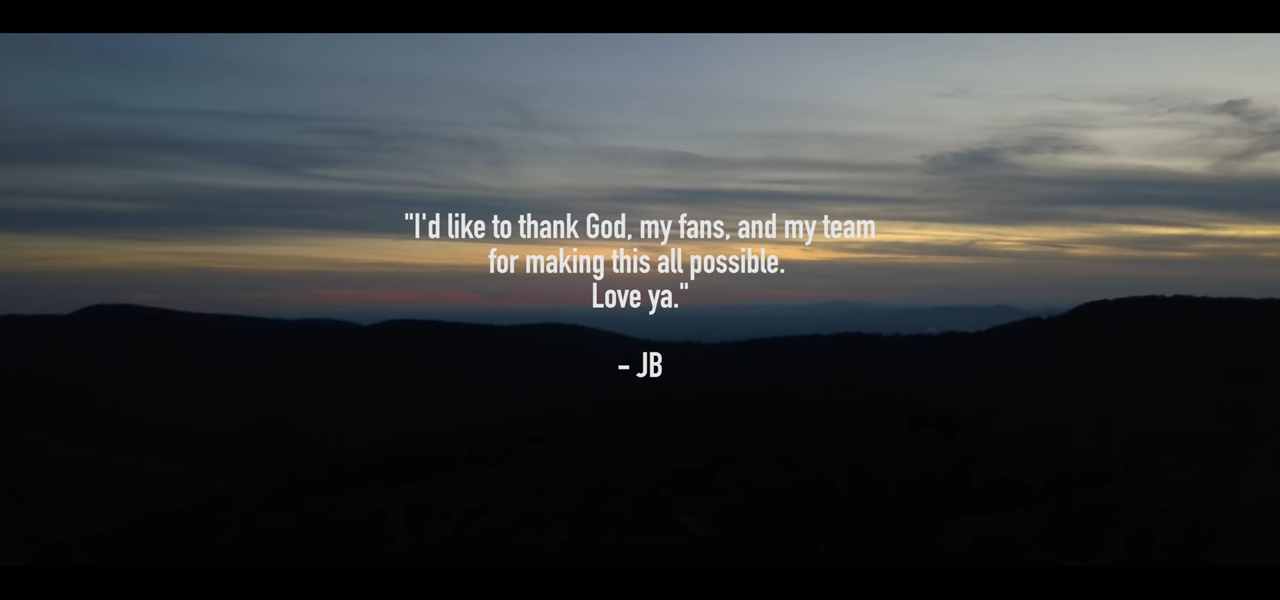 "I'd like to thank God, my fans, and my team
for making this all possible.
Love ya."
- JB